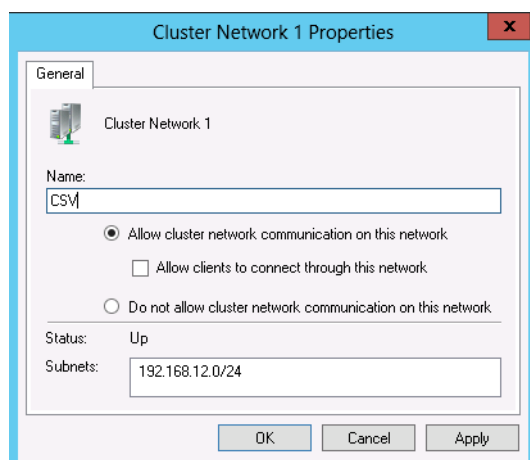 Cluster Network 1 Properties
x
General
Cluster Network 1
Name:
CSV
Allow cluster network communication on this network
Allow clients to connect through this network
Do not allow cluster network communication on this network
Status: Up
Subnets: 192.168.12.0/24
OK Cancel Apply